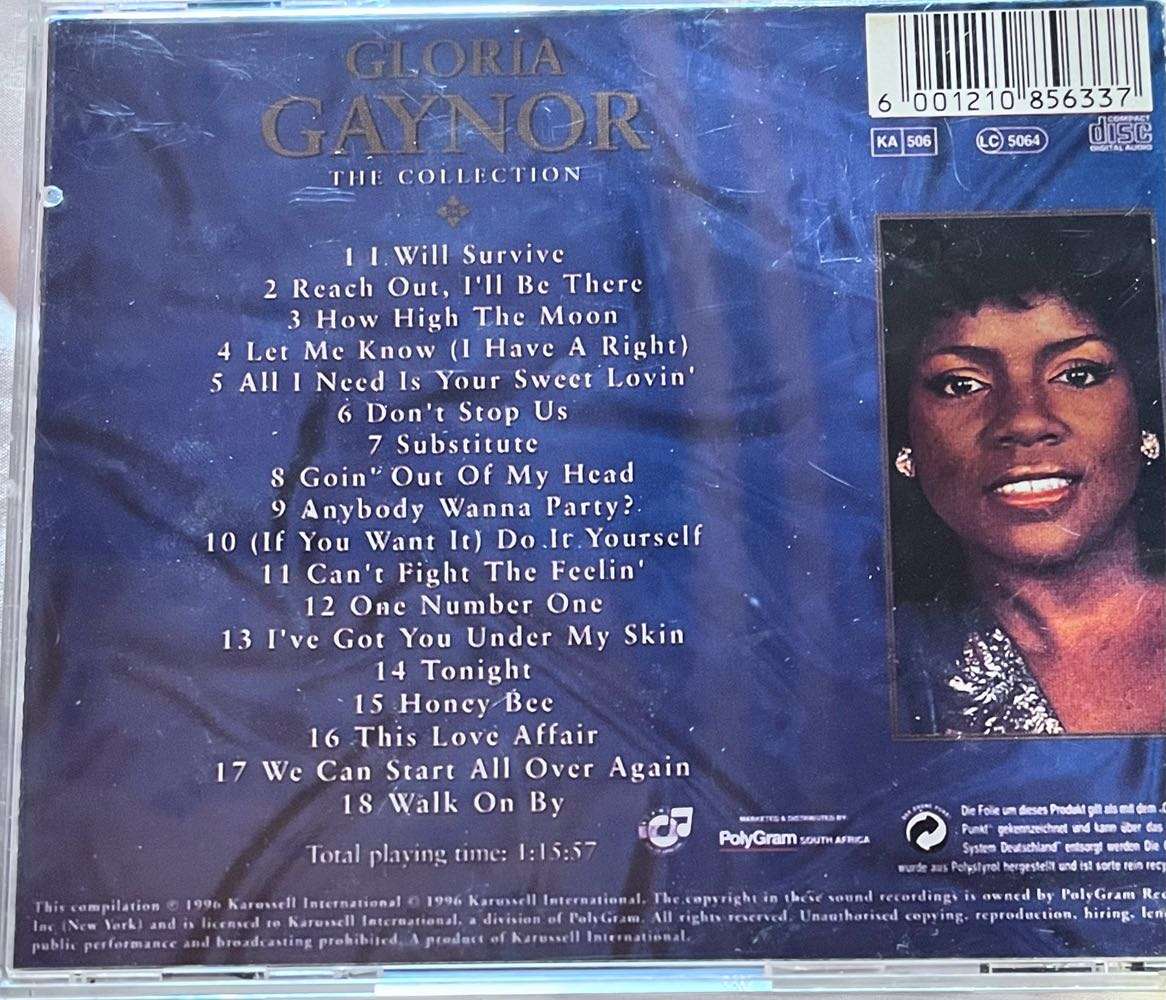 GLORIA
GAYNOR
THE COLLECTION
1 I Will Survive
2 Reach Out, I'll Be There
3 How High The Moon
4 Let Me Know (I Have A Right)
5 All I Need Is Your Sweet Lovin'
6 Don't Stop Us
7 Substitute
8 Goin' Out Of My Head
9 Anybody Wanna Party?
10 (If You Want It) Do It Yourself
11 Can't Fight The Feelin'
12 One Number One
13 I've Got You Under My Skin
14 Tonight
15 Honey Bee
16 This Love Affair
17 We Can Start All Over Again
18 Walk On By
Total playing time: 1:15:57
6 001210 856337
KA 506
LC 5064
COMPACT
disc
DIGITAL AUDIO
MARKETED & DISTRIBUTED BY
PolyGram SOUTH AFRICA
DER GRÜNE PUNKT
Die Folie um dieses Produkt gilt als mit dem
Punkt" gekennzeichnet und kann über das
System Deutschland" entsorgt werden Die
wurde aus Polystyrol hergestellt und ist sorte rein
This compilation ℗ 1996 Karussell International © 1996 Karussell International. The copyright in these sound recordings is owned by PolyGram
Inc (New York) and is licensed to Karussell International, a division of PolyGram. All rights reserved. Unauthorised copying, reproduction, hiring,
public performance and broadcasting prohibited. A product of Karussell International.